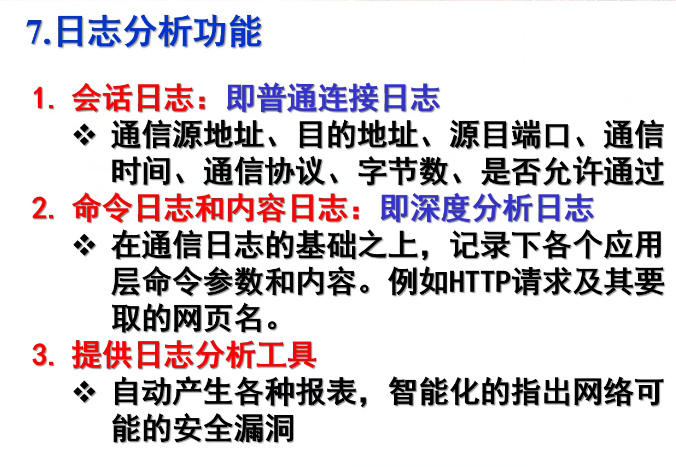 7.日志分析功能
1. 会话日志：即普通连接日志
❖ 通信源地址、目的地址、源目端口、通信
时间、通信协议、字节数、是否允许通过
2. 命令日志和内容日志：即深度分析日志
❖ 在通信日志的基础之上，记录下各个应用
层命令参数和内容。例如HTTP请求及其要
取的网页名。
3. 提供日志分析工具
❖ 自动产生各种报表，智能化的指出网络可
能的安全漏洞